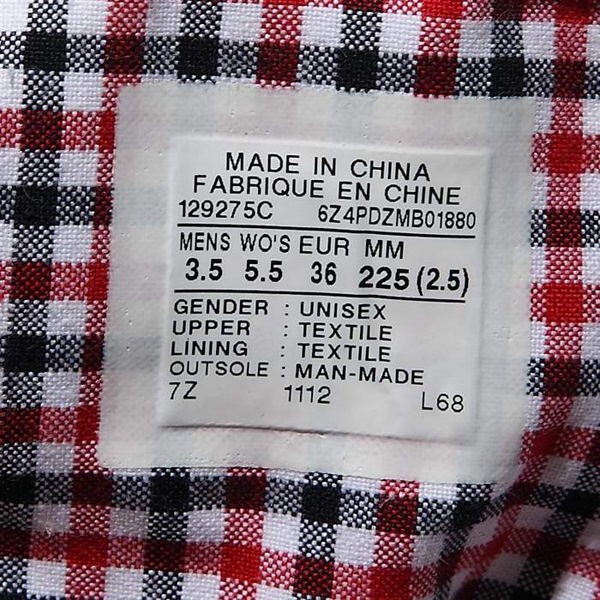 MADE IN CHINA
FABRIQUE EN CHINE
129275C 6Z4PDZMB01880
MENS WO'S EUR MM
3.5 5.5 36 225 (2.5)
GENDER : UNISEX
UPPER : TEXTILE
LINING : TEXTILE
OUTSOLE : MAN-MADE
7Z 1112 L68